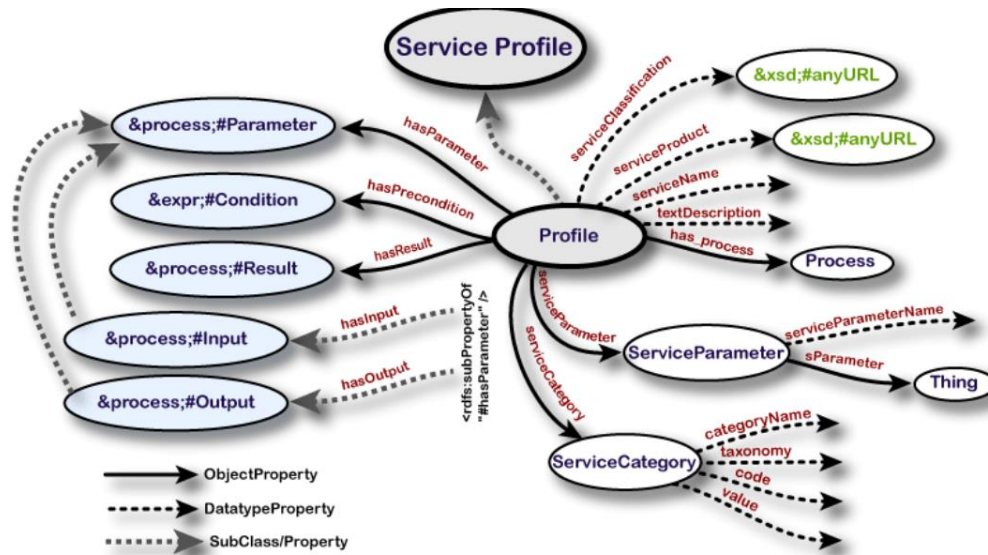 Service Profile
&xsd;#anyURL
serviceClassification
&process;#Parameter
hasParameter
serviceProduct
&xsd;#anyURL
serviceName
&expr;#Condition
hasPrecondition
textDescription
Profile
has_process
&process;#Result
hasResult
Process
serviceParameter
<rdfs:subPropertyOf
"#hasParameter" />
hasInput
serviceParameterName
&process;#Input
serviceCategory
ServiceParameter
sParameter
hasOutput
Thing
&process;#Output
categoryName
taxonomy
ServiceCategory
code
value
ObjectProperty
DatatypeProperty
SubClass/Property